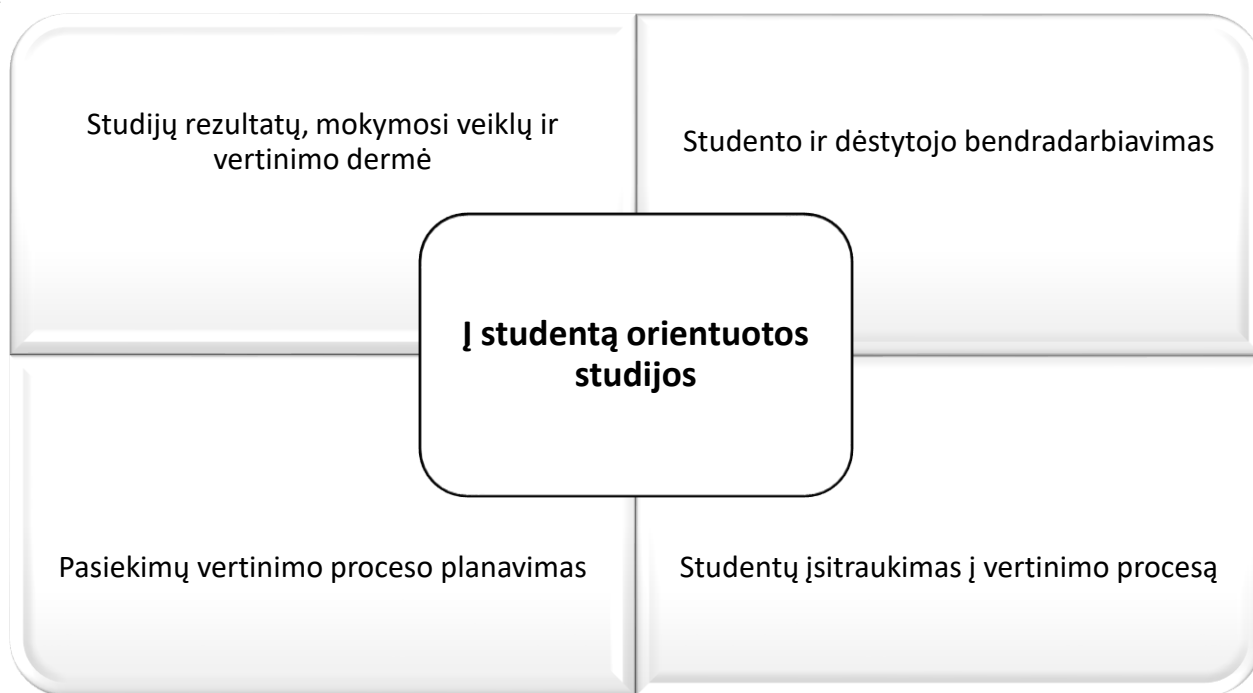 Studijų rezultatų, mokymosi veiklų ir
vertinimo dermė
Studento ir dėstytojo bendradarbiavimas
Į studentą orientuotos
studijos
Pasiekimų vertinimo proceso planavimas
Studentų įsitraukimas į vertinimo procesą